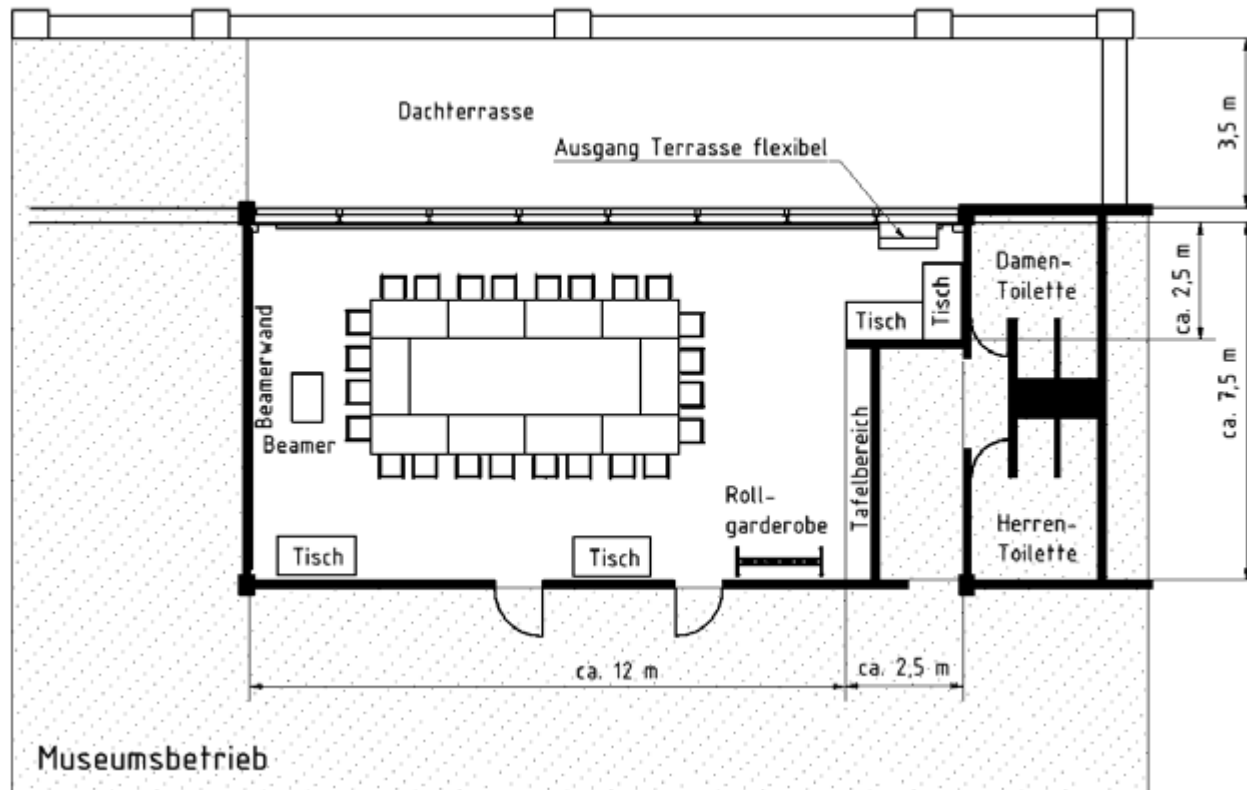 Dachterrasse
Ausgang Terrasse flexibel
3,5 m
Damen-
Toilette
Tisch
Tisch
ca. 2,5 m
ca. 7,5 m
Beamerwand
Beamer
Tafelbereich
Roll-
garderobe
Herren-
Toilette
Tisch
Tisch
ca. 12 m
ca. 2,5 m
Museumsbetrieb